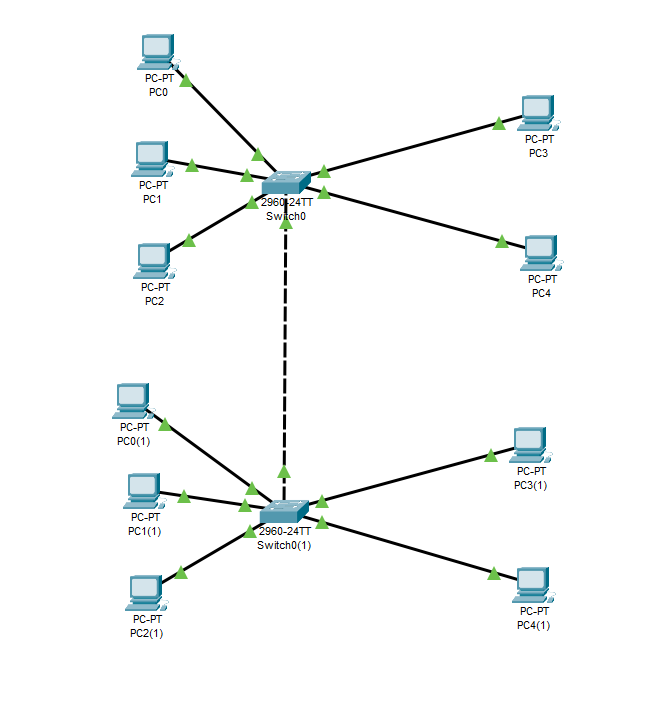 PC-PT
PC0
PC-PT
PC3
PC-PT
PC1
2960-24TT
Switch0
PC-PT
PC2
PC-PT
PC4
PC-PT
PC0(1)
PC-PT
PC3(1)
PC-PT
PC1(1)
2960-24TT
Switch0(1)
PC-PT
PC2(1)
PC-PT
PC4(1)